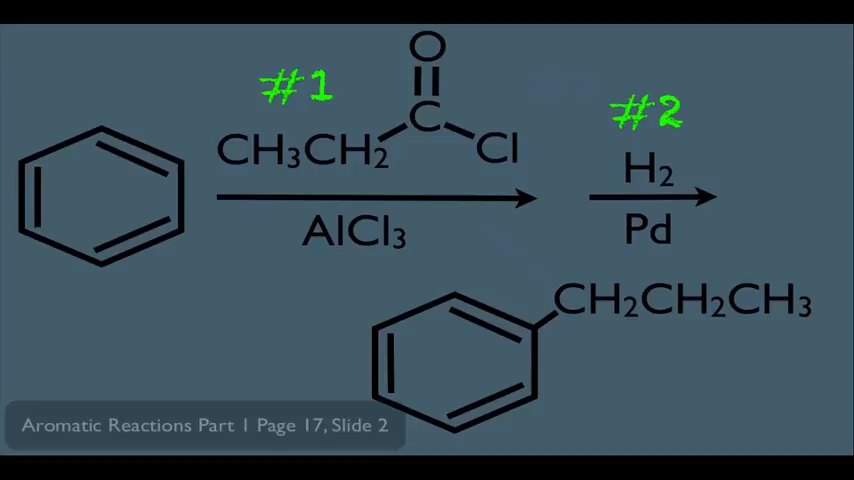 #1
O
C
CH3CH2
Cl
AlCl3
#2
H2
Pd
CH2CH2CH3
Aromatic Reactions Part 1 Page 17, Slide 2